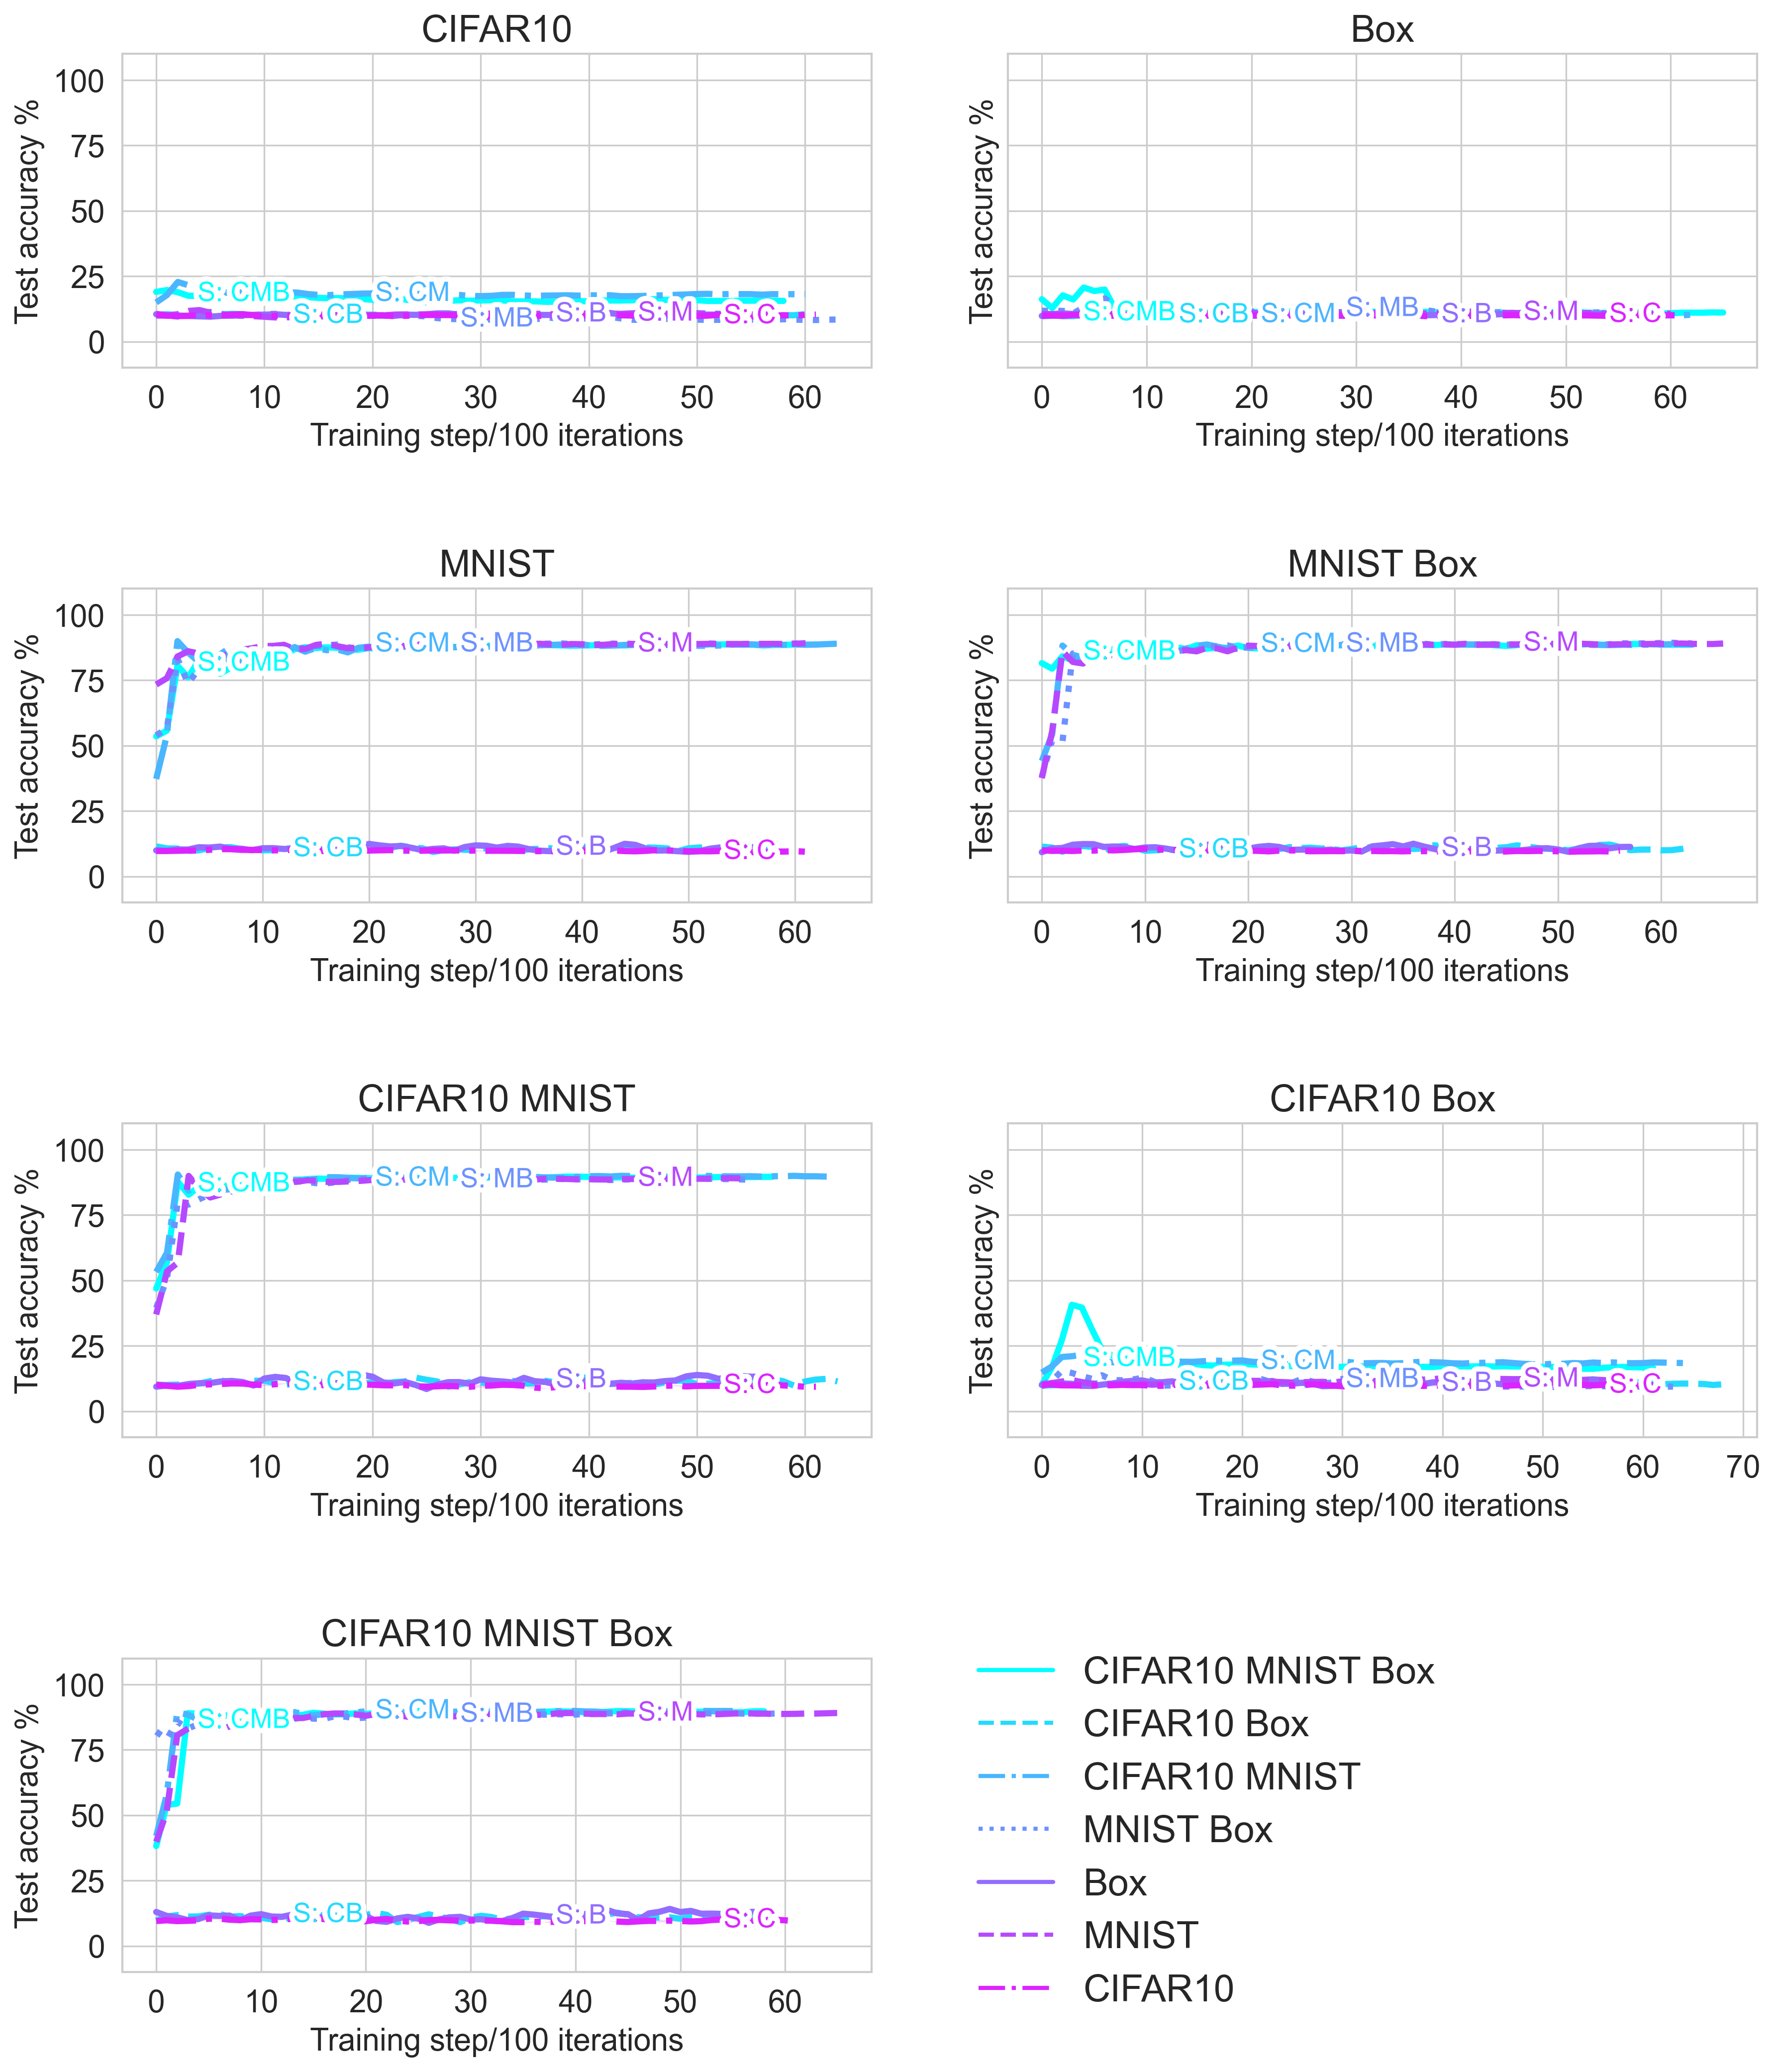 CIFAR10
Test accuracy %
100
75
50
25
0
S: CMB
S: CB
S: CM
S: MB
S: B
S: M
S: C
0 10 20 30 40 50 60
Training step/100 iterations
Box
Test accuracy %
S: CMB
S: CB
S: CM
S: MB
S: B
S: M
S: C
0 10 20 30 40 50 60
Training step/100 iterations
MNIST
Test accuracy %
100
75
50
25
0
S: CMB
S: CM
S: MB
S: M
S: CB
S: B
S: C
0 10 20 30 40 50 60
Training step/100 iterations
MNIST Box
Test accuracy %
S: CMB
S: CM
S: MB
S: M
S: CB
S: B
0 10 20 30 40 50 60
Training step/100 iterations
CIFAR10 MNIST
Test accuracy %
100
75
50
25
0
S: CMB
S: CM
S: MB
S: M
S: CB
S: B
S: C
0 10 20 30 40 50 60
Training step/100 iterations
CIFAR10 Box
Test accuracy %
S: CMB
S: CM
S: CB
S: MB
S: B
S: M
S: C
0 10 20 30 40 50 60 70
Training step/100 iterations
CIFAR10 MNIST Box
Test accuracy %
100
75
50
25
0
S: CMB
S: CM
S: MB
S: M
S: CB
S: B
S: C
0 10 20 30 40 50 60
Training step/100 iterations
CIFAR10 MNIST Box
CIFAR10 Box
CIFAR10 MNIST
MNIST Box
Box
MNIST
CIFAR10